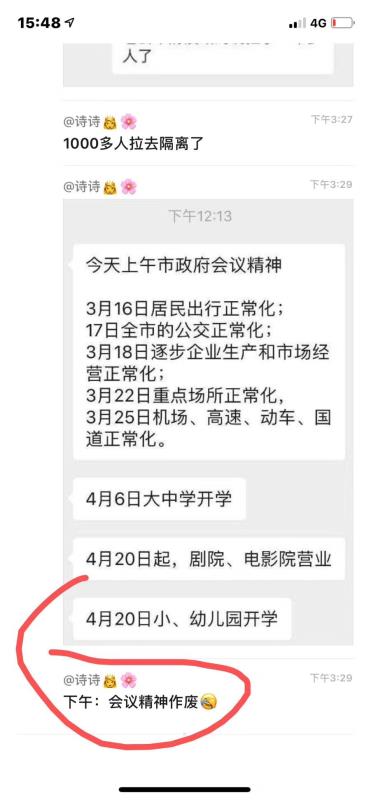 15:48
4G
人了
@诗诗
下午3:27
1000多人拉去隔离了
@诗诗
下午3:29
下午12:13
今天上午市政府会议精神
3月16日居民出行正常化；
17日全市的公交正常化；
3月18日逐步企业生产和市场经
营正常化；
3月22日重点场所正常化，
3月25日机场、高速、动车、国
道正常化。
4月6日大中学开学
4月20日起，剧院、电影院营业
4月20日小、幼儿园开学
@诗诗
下午3:29
下午：会议精神作废